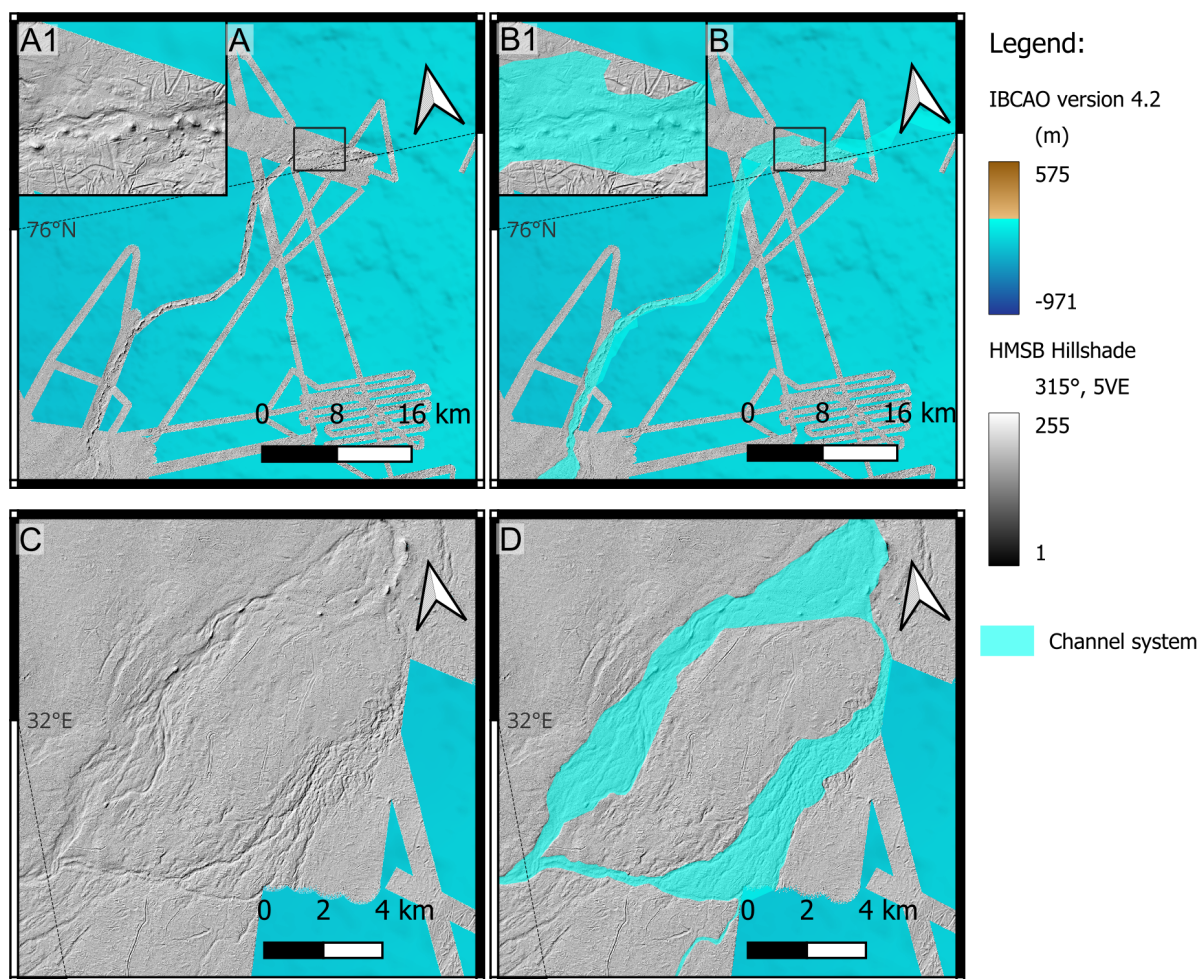 A1
A
76°N
0 8 16 km
B1
B
76°N
0 8 16 km
C
32°E
0 2 4 km
D
32°E
0 2 4 km
Legend:
IBCAO version 4.2
(m)
575
-971
HMSB Hillshade
315°, 5VE
255
1
Channel system